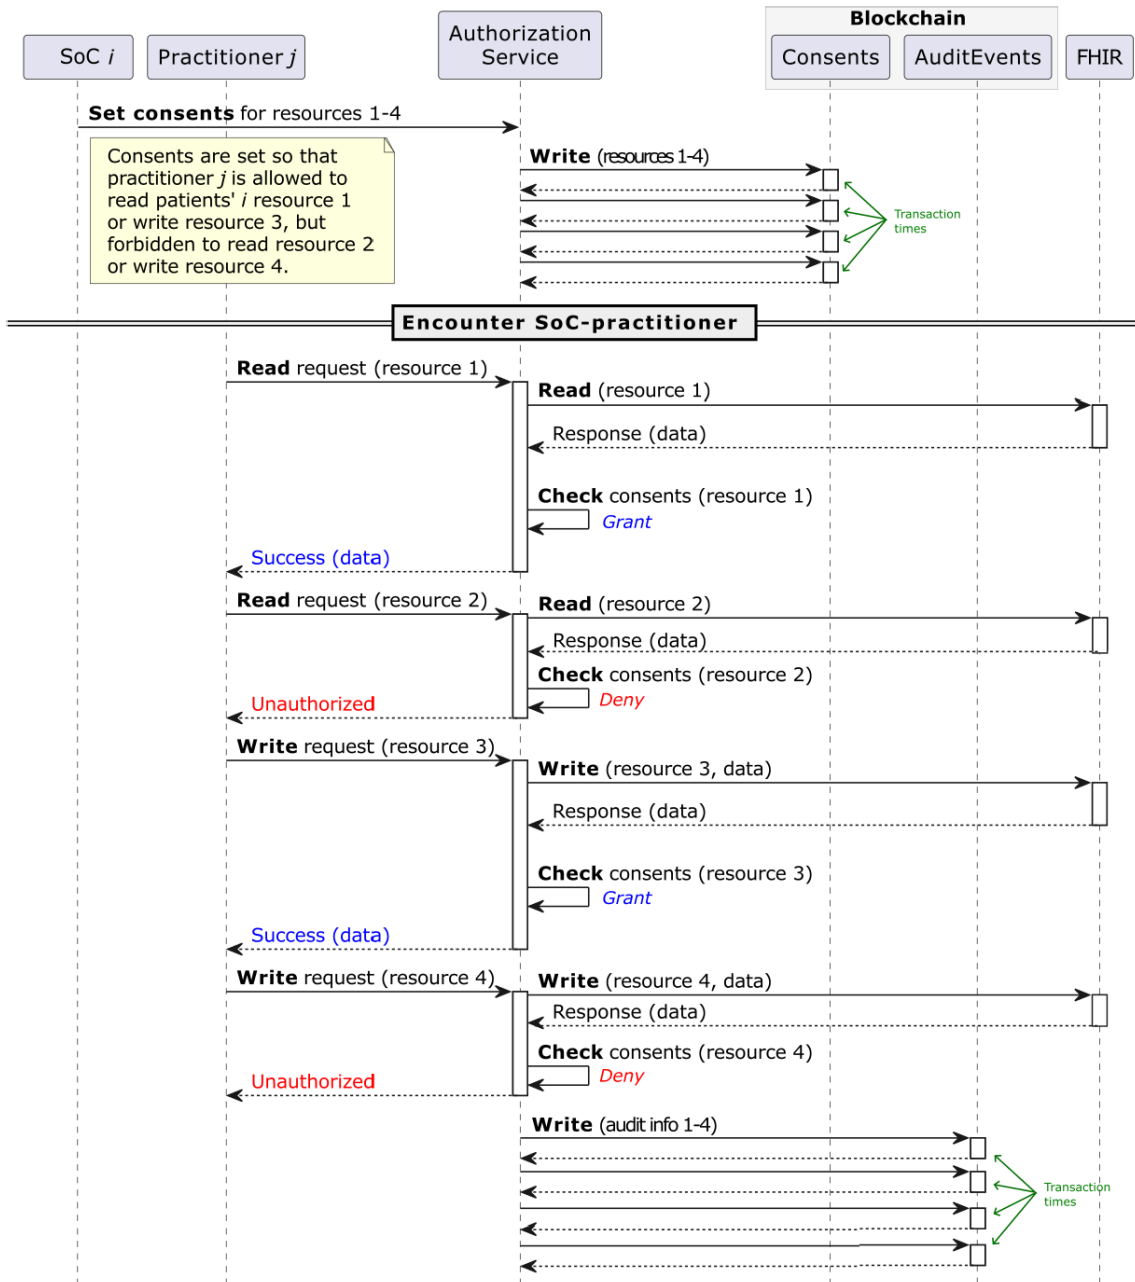 Blockchain
SoC i
Practitioner j
Authorization
Service
Consents
AuditEvents
FHIR
Set consents for resources 1-4
Consents are set so that
practitioner j is allowed to
read patients' i resource 1
or write resource 3, but
forbidden to read resource 2
or write resource 4.
Write (resources 1-4)
Transaction
times
Encounter SoC-practitioner
Read request (resource 1)
Read (resource 1)
Response (data)
Check consents (resource 1)
Grant
Success (data)
Read request (resource 2)
Read (resource 2)
Response (data)
Check consents (resource 2)
Deny
Unauthorized
Write request (resource 3)
Write (resource 3, data)
Response (data)
Check consents (resource 3)
Grant
Success (data)
Write request (resource 4)
Write (resource 4, data)
Response (data)
Check consents (resource 4)
Deny
Unauthorized
Write (audit info 1-4)
Transaction
times